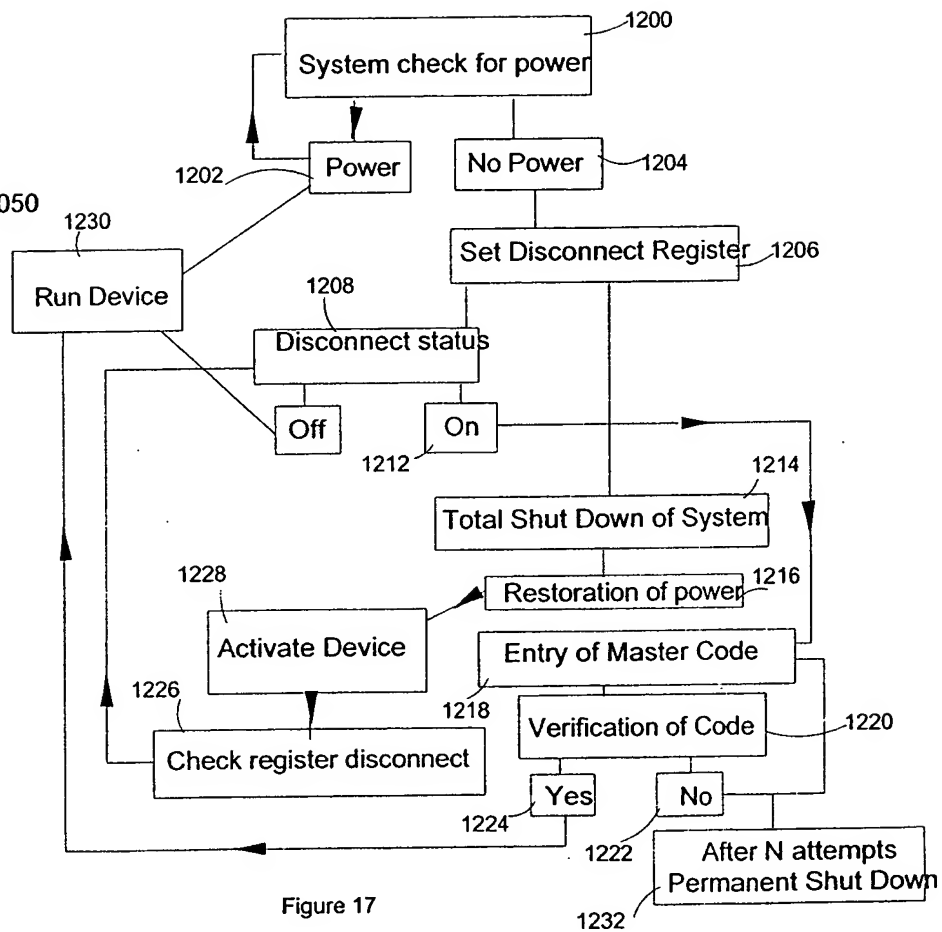 1200
System check for power
Power
1202
No Power
1204
050
1230
Run Device
Set Disconnect Register
1206
1208
Disconnect status
Off
On
1212
1214
Total Shut Down of System
1228
Restoration of power
1216
Activate Device
Entry of Master Code
1218
1226
Verification of Code
1220
Check register disconnect
Yes
1224
No
1222
After N attempts
Permanent Shut Down
1232
Figure 17